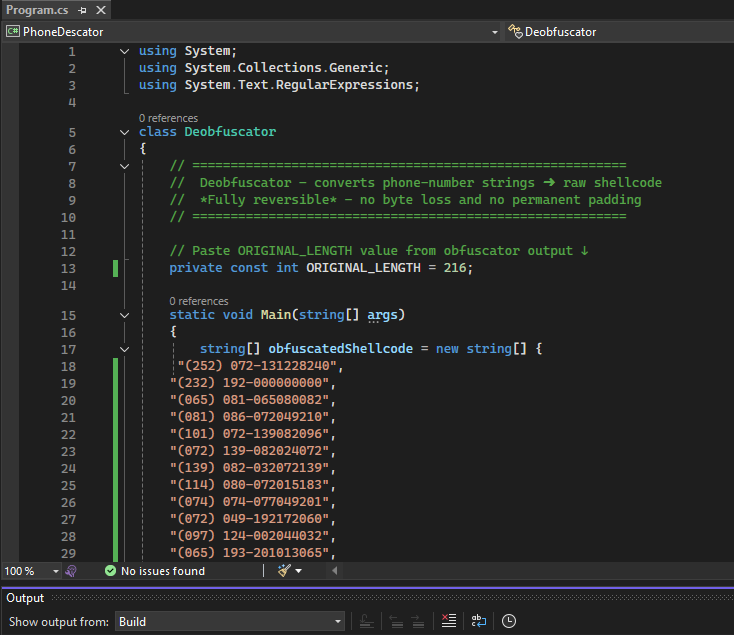 Program.cs
PhoneDescator
Deobfuscator
1 using System;
2 using System.Collections.Generic;
3 using System.Text.RegularExpressions;
4
0 references
5 class Deobfuscator
6 {
7 // =========================================================
8 // Deobfuscator – converts phone-number strings → raw shellcode
9 // *Fully reversible* – no byte loss and no permanent padding
10 // =========================================================
11
12 // Paste ORIGINAL_LENGTH value from obfuscator output ↓
13 private const int ORIGINAL_LENGTH = 216;
14
0 references
15 static void Main(string[] args)
16 {
17 string[] obfuscatedShellcode = new string[] {
18 "(252) 072-131228240",
19 "(232) 192-000000000",
20 "(065) 081-065080082",
21 "(081) 086-072049210",
22 "(101) 072-139082096",
23 "(072) 139-082024072",
24 "(139) 082-032072139",
25 "(114) 080-072015183",
26 "(074) 074-077049201",
27 "(072) 049-192172060",
28 "(097) 124-002044032",
29 "(065) 193-201013065",
100 %
No issues found
Output
Show output from: Build